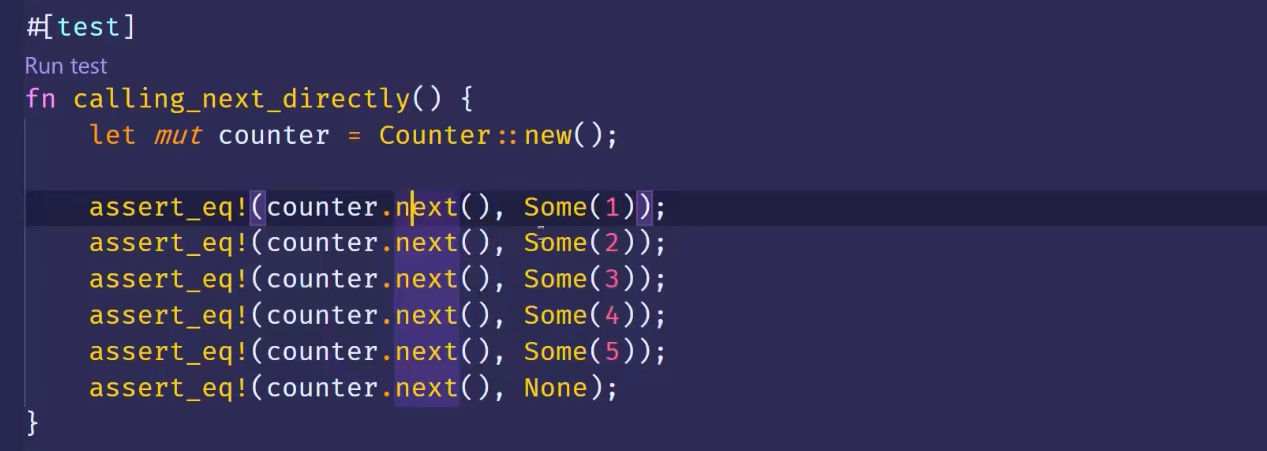 #[test]
Run test
fn calling_next_directly() {
    let mut counter = Counter::new();
    assert_eq!(counter.next(), Some(1));
    assert_eq!(counter.next(), Some(2));
    assert_eq!(counter.next(), Some(3));
    assert_eq!(counter.next(), Some(4));
    assert_eq!(counter.next(), Some(5));
    assert_eq!(counter.next(), None);
}